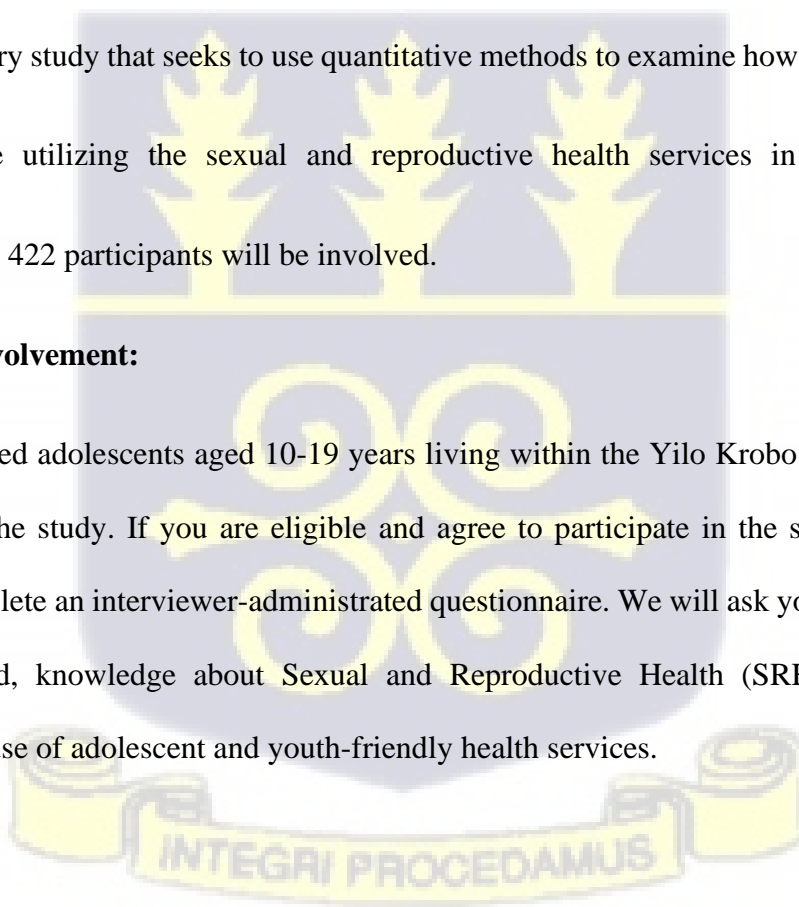 ry study that seeks to use quantitative methods to examine how
e utilizing the sexual and reproductive health services in
422 participants will be involved.
volvement:
ed adolescents aged 10-19 years living within the Yilo Krobo
he study. If you are eligible and agree to participate in the s
lete an interviewer-administrated questionnaire. We will ask yo
d, knowledge about Sexual and Reproductive Health (SRH
use of adolescent and youth-friendly health services.
INTEGRI PROCEDAMUS